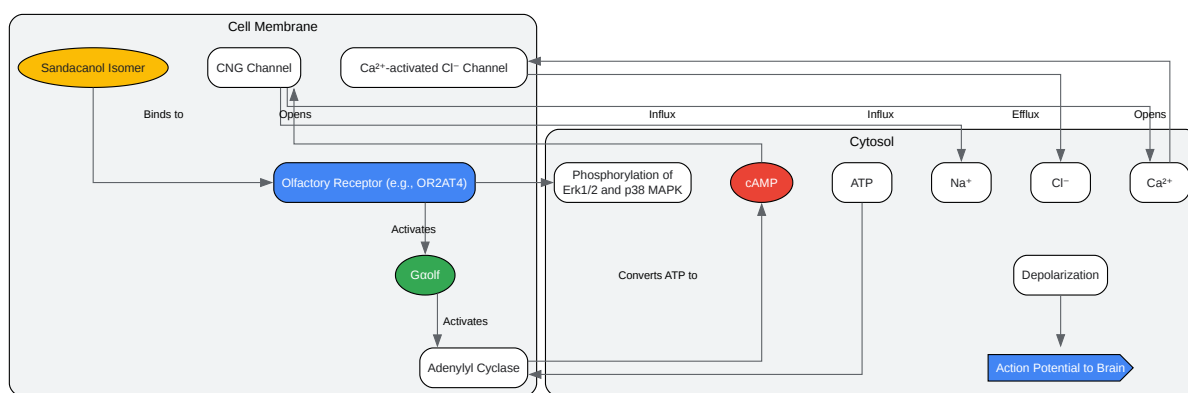 Cell Membrane
Sandacanol Isomer
CNG Channel
Ca²⁺-activated Cl⁻ Channel
Binds to
Opens
Influx
Influx
Efflux
Opens
Cytosol
Olfactory Receptor (e.g., OR2AT4)
Phosphorylation of
Erk1/2 and p38 MAPK
cAMP
ATP
Na⁺
Cl⁻
Ca²⁺
Activates
Gαolf
Converts ATP to
Depolarization
Activates
Adenylyl Cyclase
Action Potential to Brain